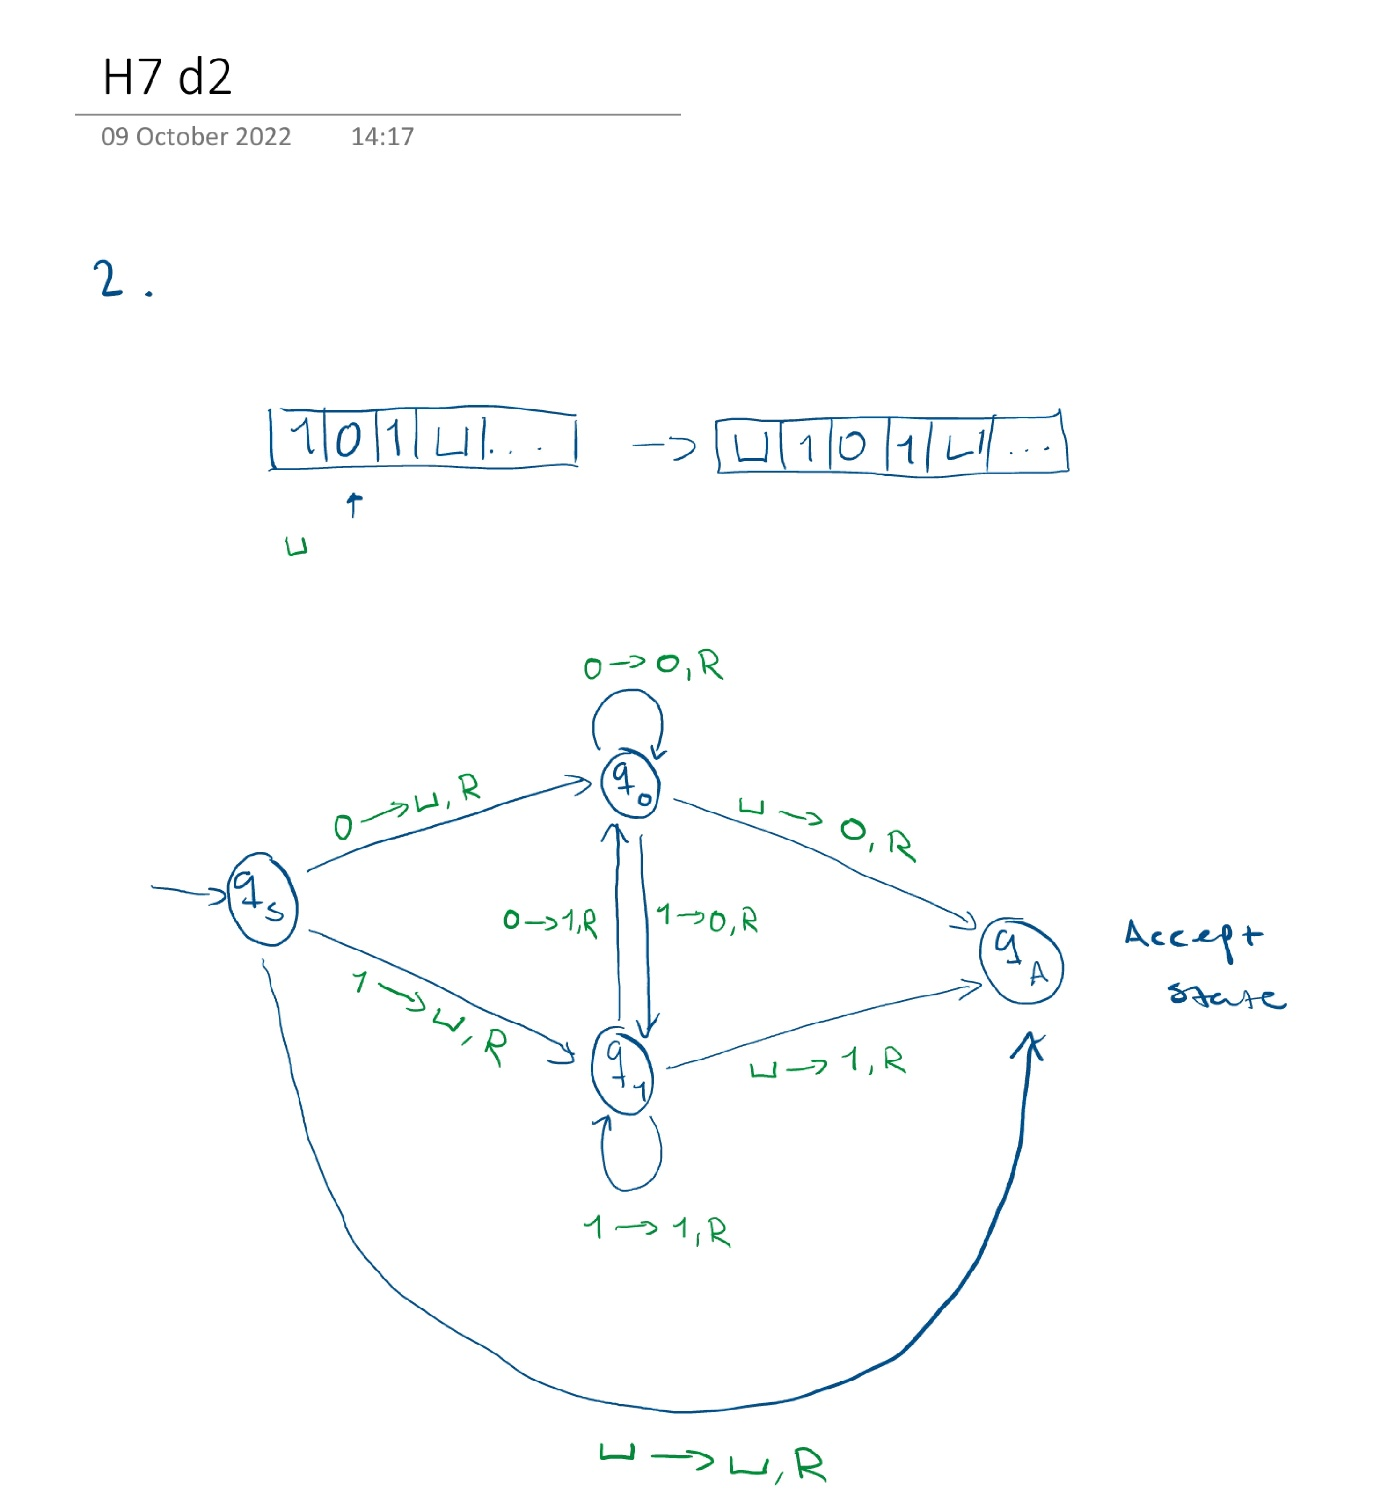 H7 d2
09 October 2022 14:17
2.
1 0 1 ⊔ ... → ⊔ 1 0 1 ⊔ ...
↑
⊔
0→0,R
q₀
0→⊔,R
⊔→0,R
qₛ
0→1,R
1→0,R
q_A
Accept
state
1→⊔,R
q₁
⊔→1,R
1→1,R
⊔→⊔,R